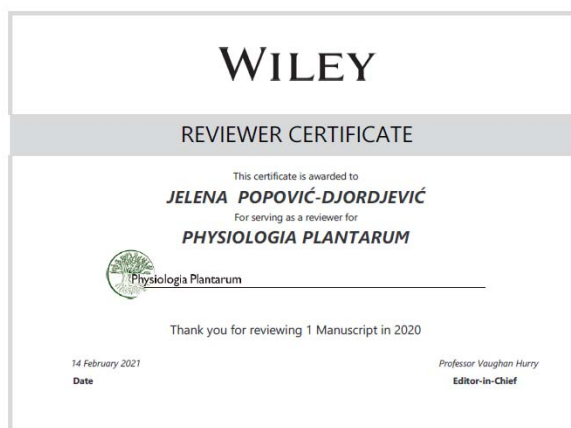 WILEY
REVIEWER CERTIFICATE
This certificate is awarded to
JELENA POPOVIĆ-DJORDJEVIĆ
For serving as a reviewer for
PHYSIOLOGIA PLANTARUM
Physiologia Plantarum
Thank you for reviewing 1 Manuscript in 2020
14 February 2021
Date
Professor Vaughan Hurry
Editor-in-Chief